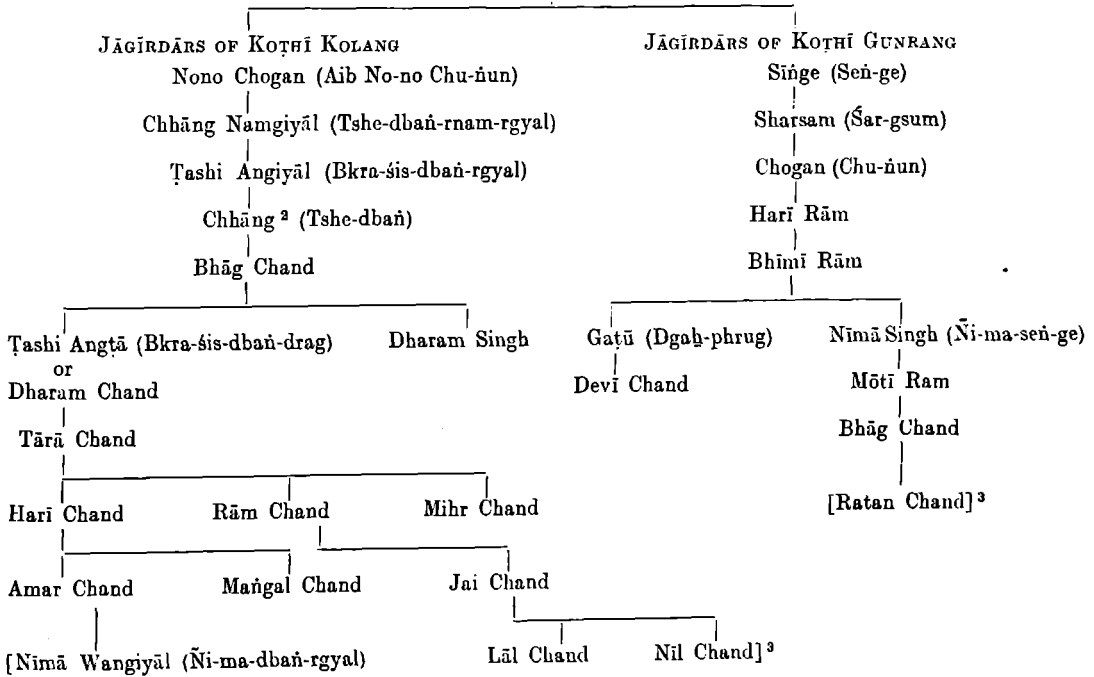 JĀGĪRDĀRS OF KOṬHĪ KOLANG
Nono Chogan (Aib No-no Chu-ṅun)
Chhāng Namgiyāl (Tshe-dbaṅ-rnam-rgyal)
Ṭashi Angiyāl (Bkra-śis-dbaṅ-rgyal)
Chhāng ² (Tshe-dbaṅ)
Bhāg Chand
Ṭashi Angṭā (Bkra-śis-dbaṅ-drag)
or
Dharam Chand
Dharam Singh
Tārā Chand
Harī Chand
Rām Chand
Mihr Chand
Amar Chand
Maṅgal Chand
Jai Chand
[Nīmā Wangiyāl (Ñi-ma-dbaṅ-rgyal)
Lāl Chand
Nīl Chand] ³
JĀGĪRDĀRS OF KOṬHĪ GUNRANG
Sīṅge (Seṅ-ge)
Sharsam (Śar-gsum)
Chogan (Chu-ṅun)
Harī Rām
Bhīmī Rām
Gaṭū (Dgaḥ-phrug)
Nīmā Singh (Ñi-ma-seṅ-ge)
Devī Chand
Mōtī Ram
Bhāg Chand
[Ratan Chand] ³